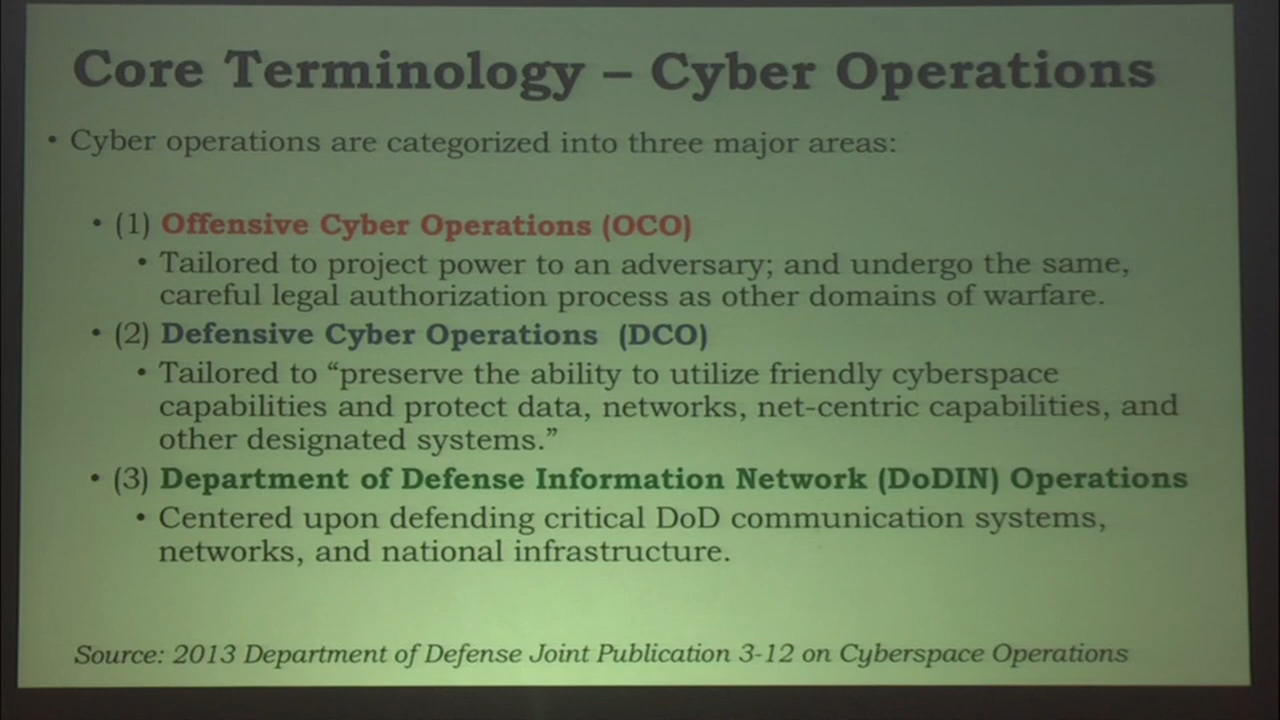 Core Terminology – Cyber Operations
• Cyber operations are categorized into three major areas:
• (1) Offensive Cyber Operations (OCO)
• Tailored to project power to an adversary; and undergo the same,
careful legal authorization process as other domains of warfare.
• (2) Defensive Cyber Operations (DCO)
• Tailored to “preserve the ability to utilize friendly cyberspace
capabilities and protect data, networks, net-centric capabilities, and
other designated systems.”
• (3) Department of Defense Information Network (DoDIN) Operations
• Centered upon defending critical DoD communication systems,
networks, and national infrastructure.
Source: 2013 Department of Defense Joint Publication 3-12 on Cyberspace Operations